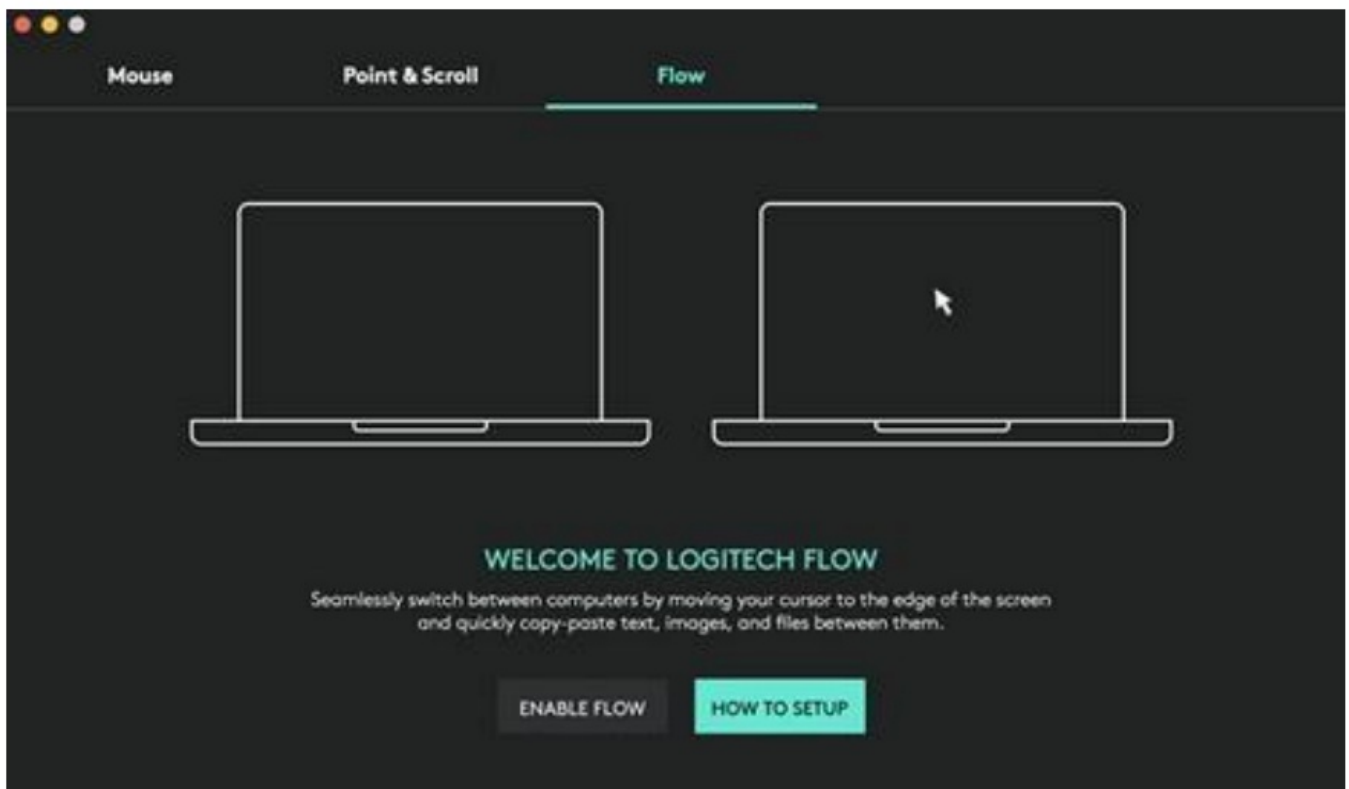 Mouse Point & Scroll Flow
WELCOME TO LOGITECH FLOW
Seamlessly switch between computers by moving your cursor to the edge of the screen
and quickly copy-paste text, images, and files between them.
ENABLE FLOW HOW TO SETUP